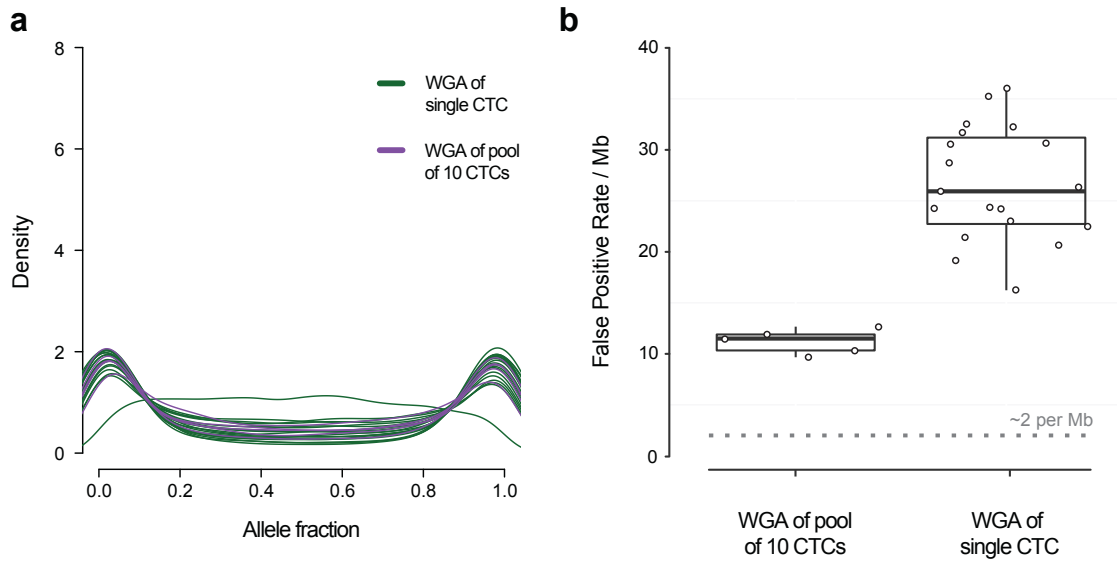 a
8
6
4
2
0
Density
0.0 0.2 0.4 0.6 0.8 1.0
Allele fraction
WGA of
single CTC
WGA of pool
of 10 CTCs
b
40
30
20
10
0
False Positive Rate / Mb
~2 per Mb
WGA of pool
of 10 CTCs
WGA of
single CTC